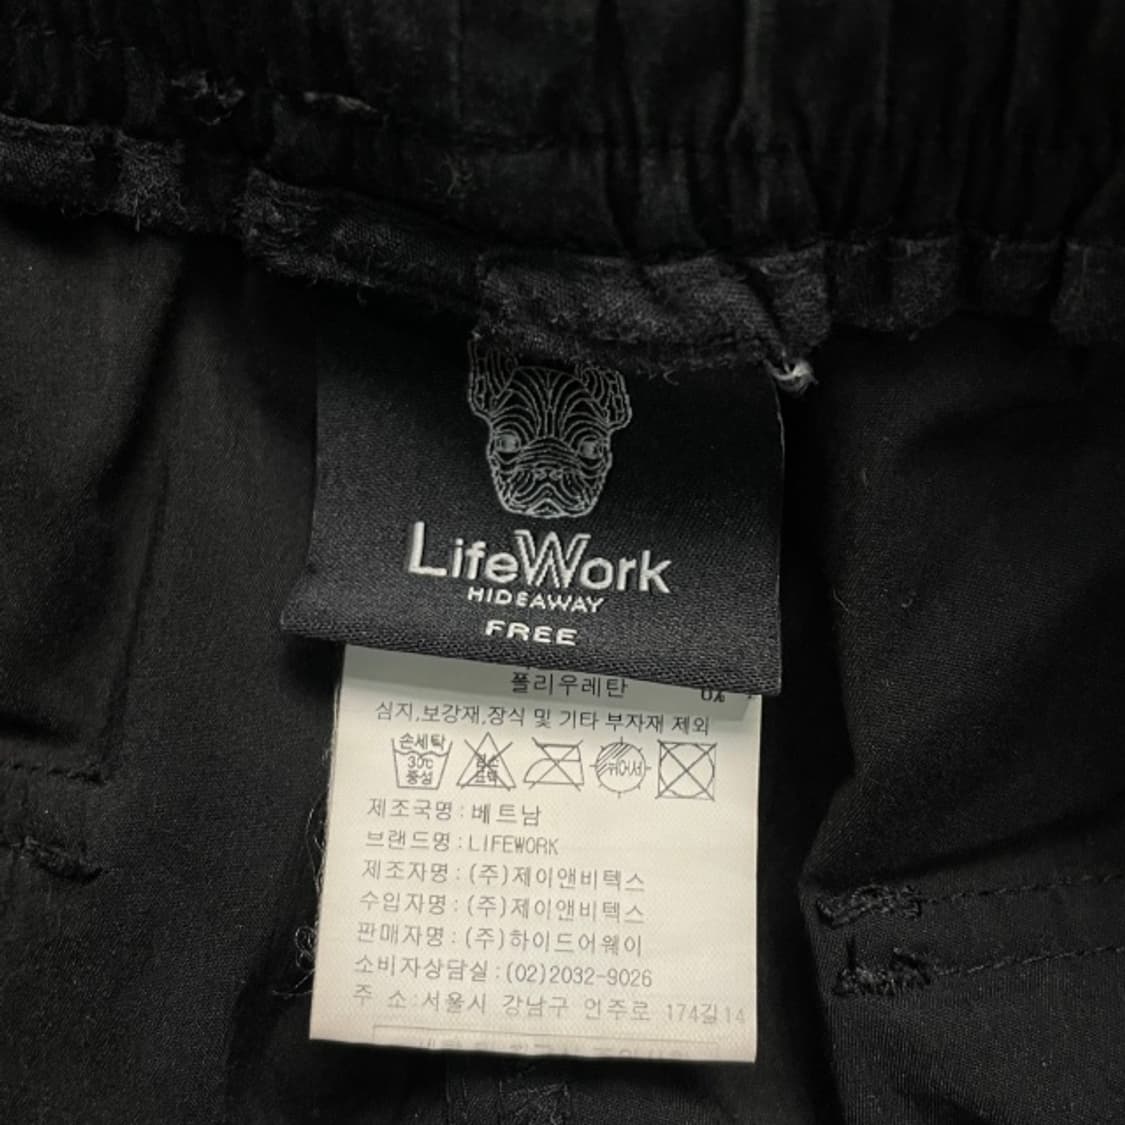 LifeWork
HIDEAWAY
FREE
폴리우레탄
심지,보강재,장식 및 기타 부자재 제외
손세탁
30℃
중성
뉘어서
제조국명:베트남
브랜드명:LIFEWORK
제조자명:(주)제이앤비텍스
수입자명:(주)제이앤비텍스
판매자명:(주)하이드어웨이
소비자상담실:(02)2032-9026
주 소:서울시 강남구 언주로 174길14